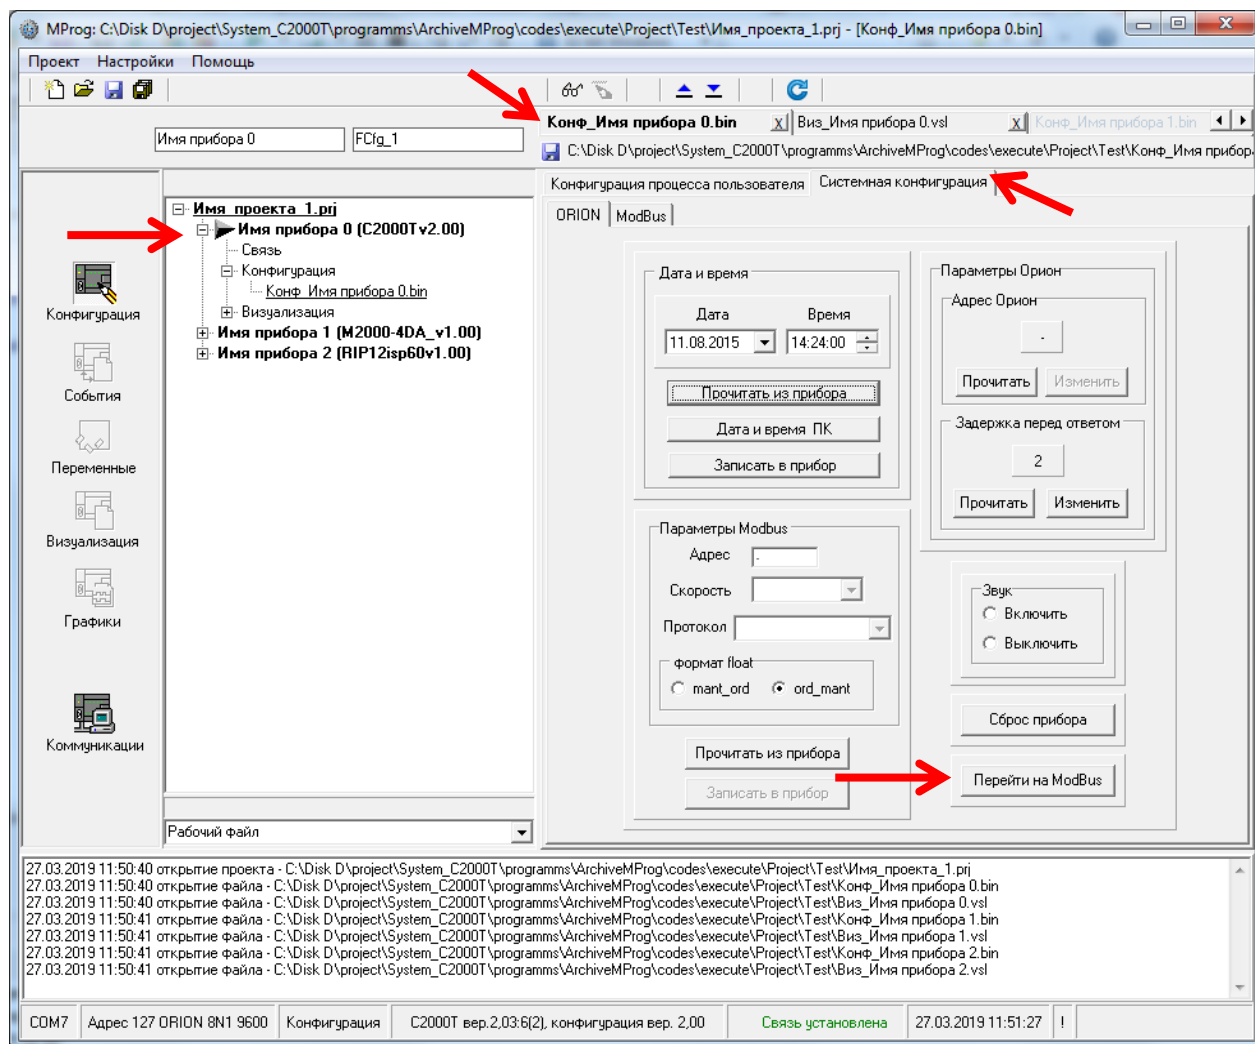 MProg: C:\Disk D\project\System_C2000T\programms\ArchiveMProg\codes\execute\Project\Test\Имя_проекта_1.prj - [Конф_Имя прибора 0.bin]
Проект Настройки Помощь
Имя прибора 0 FCfg_1
Конф_Имя прибора 0.bin X Виз_Имя прибора 0.vsl X Конф_Имя прибора 1.bin
C:\Disk D\project\System_C2000T\programms\ArchiveMProg\codes\execute\Project\Test\Конф_Имя прибор
Конфигурация процесса пользователя Системная конфигурация
ORION ModBus
Конфигурация
События
Переменные
Визуализация
Графики
Коммуникации
Имя_проекта_1.prj
Имя прибора 0 (C2000Tv2.00)
Связь
Конфигурация
Конф_Имя прибора 0.bin
Визуализация
Имя прибора 1 (M2000-4DA_v1.00)
Имя прибора 2 (RIP12isp60v1.00)
Рабочий файл
Дата и время
Дата Время
11.08.2015 14:24:00
Прочитать из прибора
Дата и время ПК
Записать в прибор
Параметры Modbus
Адрес .
Скорость
Протокол
формат float
mant_ord ord_mant
Прочитать из прибора
Записать в прибор
Параметры Орион
Адрес Орион
-
Прочитать Изменить
Задержка перед ответом
2
Прочитать Изменить
Звук
Включить
Выключить
Сброс прибора
Перейти на ModBus
27.03.2019 11:50:40 открытие проекта - C:\Disk D\project\System_C2000T\programms\ArchiveMProg\codes\execute\Project\Test\Имя_проекта_1.prj
27.03.2019 11:50:40 открытие файла - C:\Disk D\project\System_C2000T\programms\ArchiveMProg\codes\execute\Project\Test\Конф_Имя прибора 0.bin
27.03.2019 11:50:40 открытие файла - C:\Disk D\project\System_C2000T\programms\ArchiveMProg\codes\execute\Project\Test\Виз_Имя прибора 0.vsl
27.03.2019 11:50:41 открытие файла - C:\Disk D\project\System_C2000T\programms\ArchiveMProg\codes\execute\Project\Test\Конф_Имя прибора 1.bin
27.03.2019 11:50:41 открытие файла - C:\Disk D\project\System_C2000T\programms\ArchiveMProg\codes\execute\Project\Test\Виз_Имя прибора 1.vsl
27.03.2019 11:50:41 открытие файла - C:\Disk D\project\System_C2000T\programms\ArchiveMProg\codes\execute\Project\Test\Конф_Имя прибора 2.bin
27.03.2019 11:50:41 открытие файла - C:\Disk D\project\System_C2000T\programms\ArchiveMProg\codes\execute\Project\Test\Виз_Имя прибора 2.vsl
COM7 Адрес 127 ORION 8N1 9600 Конфигурация С2000Т вер.2,03:6(2), конфигурация вер. 2,00 Связь установлена 27.03.2019 11:51:27 !